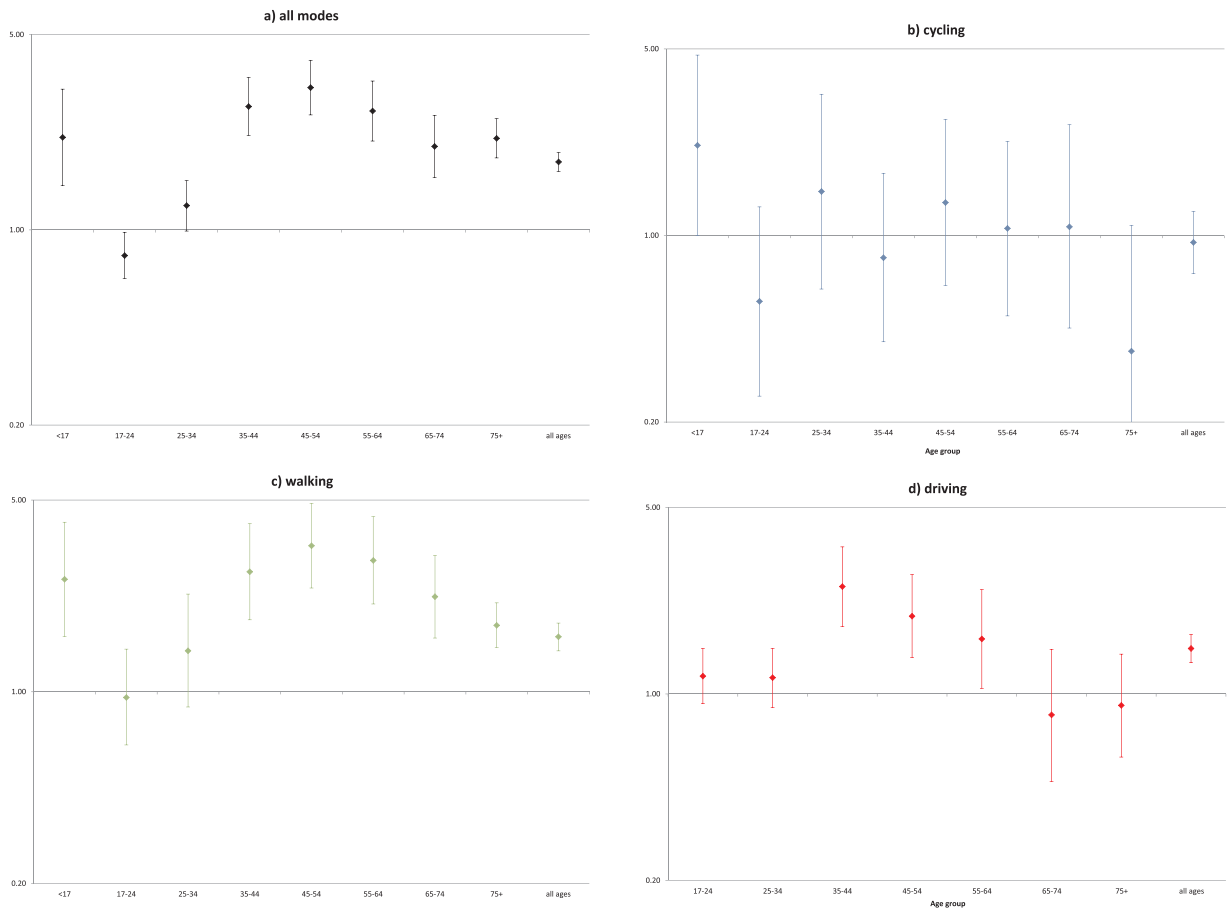 a) all modes
5.00
1.00
0.20
<17 17-24 25-34 35-44 45-54 55-64 65-74 75+ all ages
b) cycling
5.00
1.00
0.20
<17 17-24 25-34 35-44 45-54 55-64 65-74 75+ all ages
Age group
c) walking
5.00
1.00
0.20
<17 17-24 25-34 35-44 45-54 55-64 65-74 75+ all ages
d) driving
5.00
1.00
0.20
17-24 25-34 35-44 45-54 55-64 65-74 75+ all ages
Age group